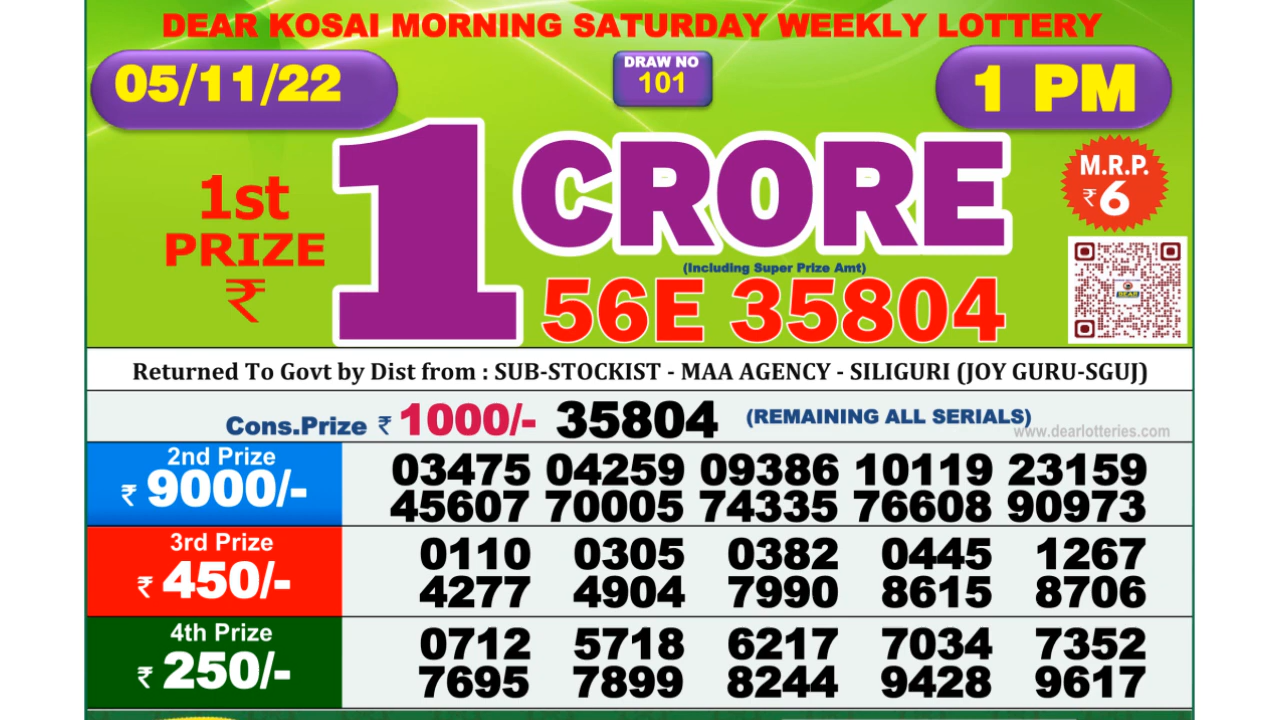 DEAR KOSAI MORNING SATURDAY WEEKLY LOTTERY
05/11/22
DRAW NO
101
1 PM
1st
PRIZE
₹
1 CRORE
M.R.P.
₹ 6
(Including Super Prize Amt)
56E 35804
DEAR
Returned To Govt by Dist from : SUB-STOCKIST - MAA AGENCY - SILIGURI (JOY GURU-SGUJ)
Cons.Prize ₹ 1000/- 35804 (REMAINING ALL SERIALS)
www.dearlotteries.com
2nd Prize
₹ 9000/-
03475 04259 09386 10119 23159
45607 70005 74335 76608 90973
3rd Prize
₹ 450/-
0110 0305 0382 0445 1267
4277 4904 7990 8615 8706
4th Prize
₹ 250/-
0712 5718 6217 7034 7352
7695 7899 8244 9428 9617